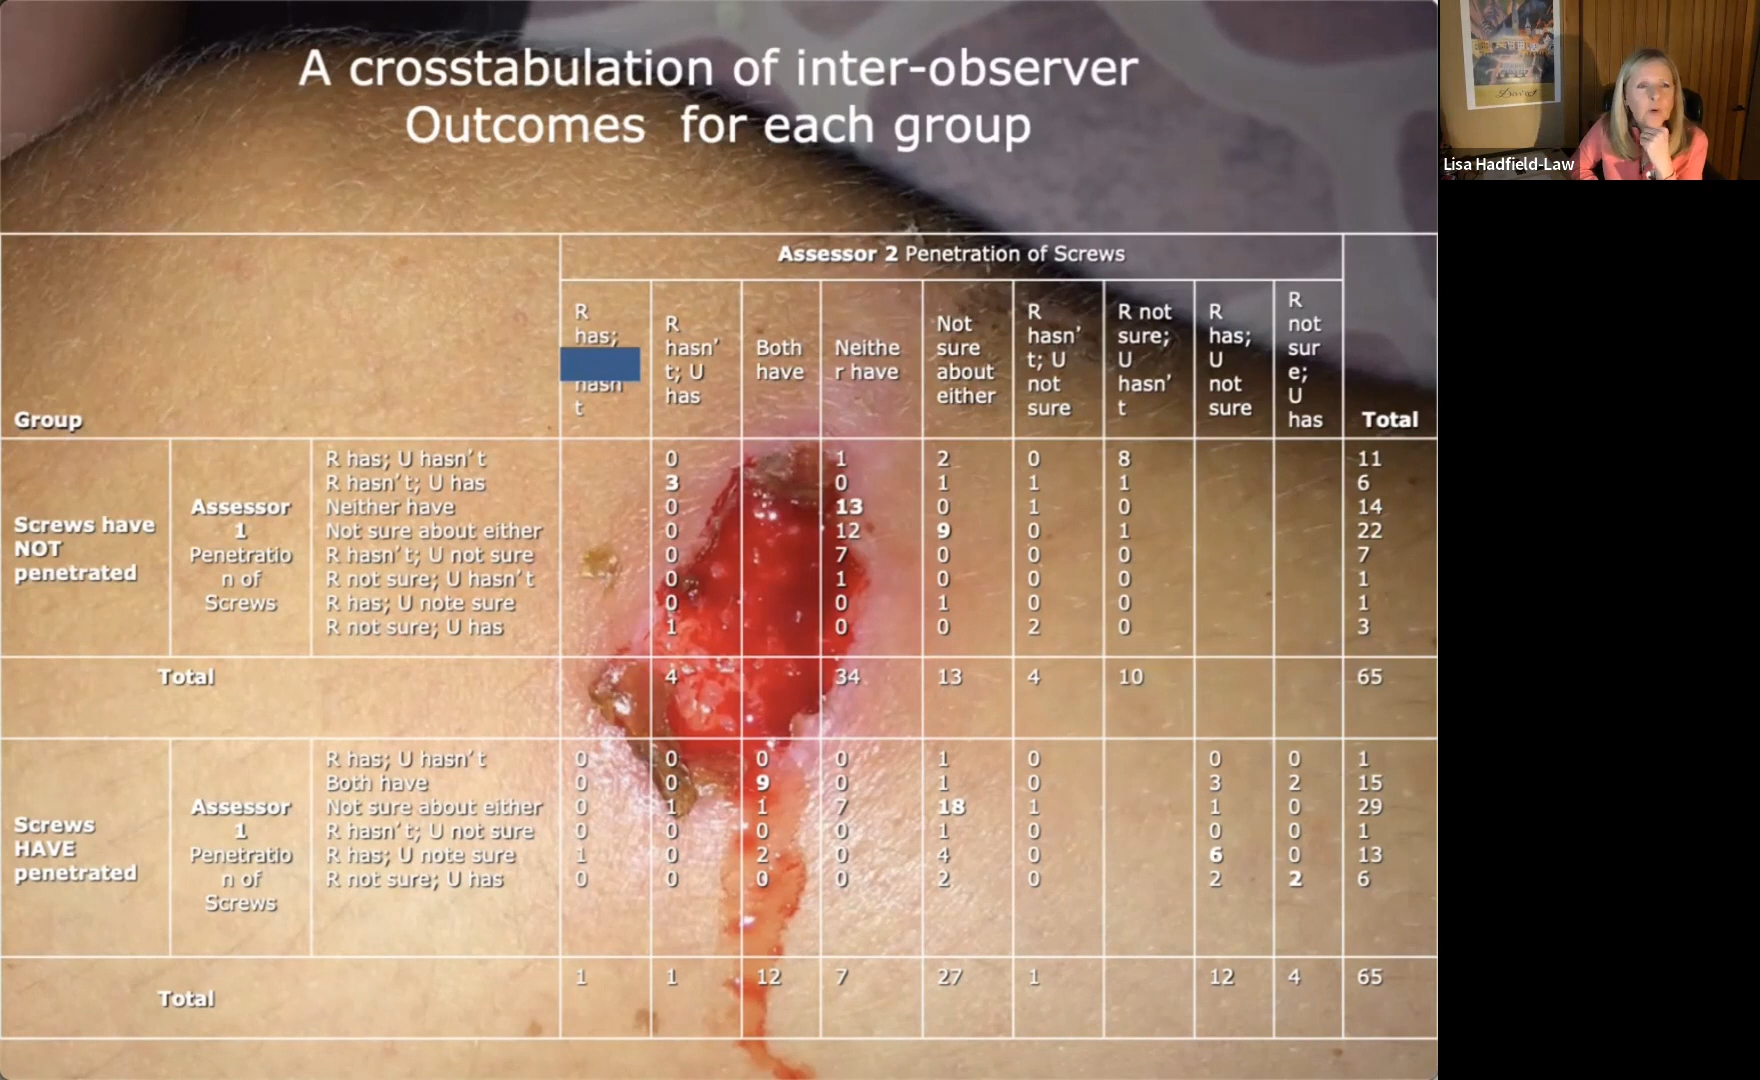 A crosstabulation of inter-observer
Outcomes for each group
Lisa Hadfield-Law
Assessor 2 Penetration of Screws
Group
R
has;
hasn
t
R
hasn’
t; U
has
Both
have
Neithe
r have
Not
sure
about
either
R
hasn’
t; U
not
sure
R not
sure;
U
hasn’
t
R
has;
U
not
sure
R
not
sur
e;
U
has
Total
Screws have
NOT
penetrated
Assessor
1
Penetratio
n of
Screws
R has; U hasn’t 0 1 2 0 8 11
R hasn’t; U has 3 0 1 1 1 6
Neither have 0 13 0 1 0 14
Not sure about either 0 12 9 0 1 22
R hasn’t; U not sure 0 7 0 0 0 7
R not sure; U hasn’t 0 1 0 0 0 1
R has; U note sure 0 0 1 0 0 1
R not sure; U has 1 0 0 2 0 3
Total 4 34 13 4 10 65
Screws
HAVE
penetrated
Assessor
1
Penetratio
n of
Screws
R has; U hasn’t 0 0 0 0 1 0 0 0 1
Both have 0 0 9 0 1 0 3 2 15
Not sure about either 0 1 1 7 18 1 1 0 29
R hasn’t; U not sure 0 0 0 0 1 0 0 0 1
R has; U note sure 1 0 2 0 4 0 6 0 13
R not sure; U has 0 0 0 0 2 0 2 2 6
Total 1 1 12 7 27 1 12 4 65